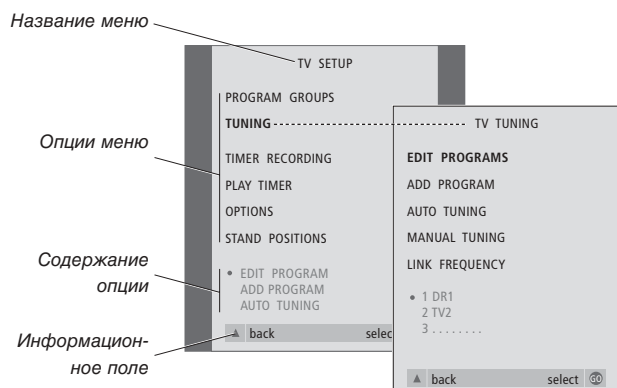 Название меню
TV SETUP
PROGRAM GROUPS
TUNING
TIMER RECORDING
PLAY TIMER
OPTIONS
STAND POSITIONS
• EDIT PROGRAM
ADD PROGRAM
AUTO TUNING
▲ back selec
Опции меню
Содержание
опции
Информацион-
ное поле
TV TUNING
EDIT PROGRAMS
ADD PROGRAM
AUTO TUNING
MANUAL TUNING
LINK FREQUENCY
• 1 DR1
2 TV2
3 . . . . . . . .
▲ back select GO